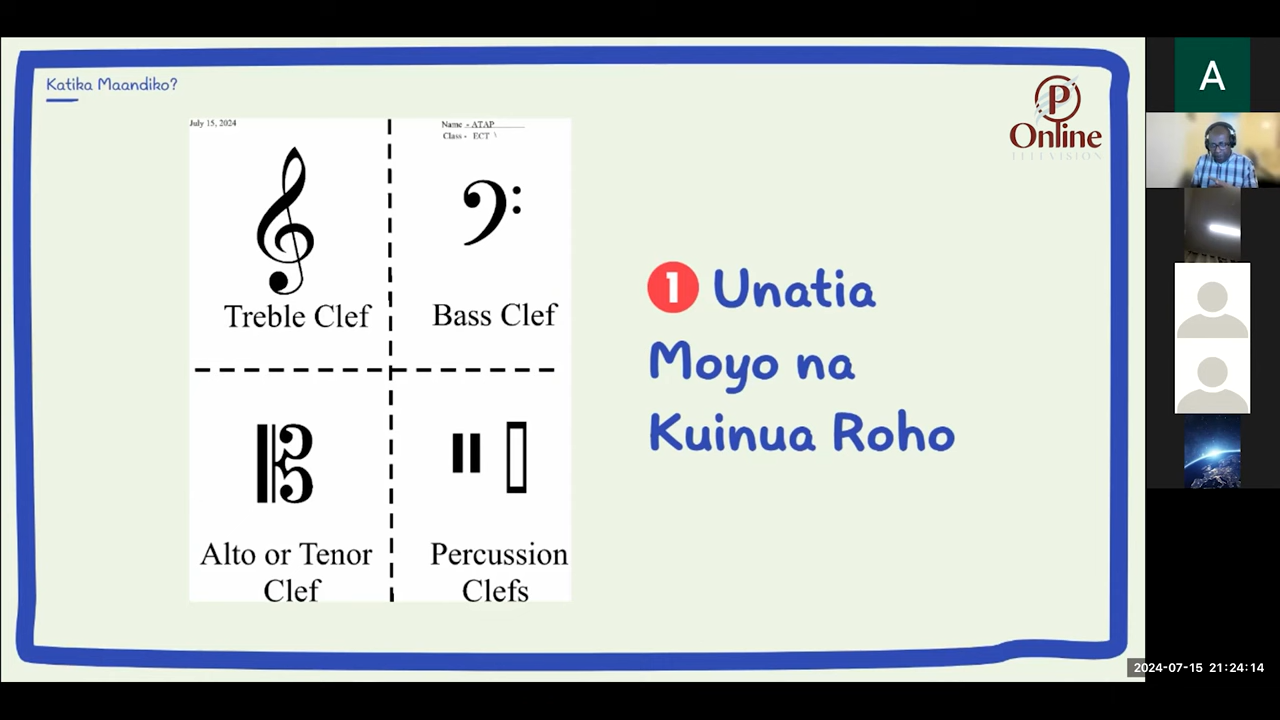 Katika Maandiko?
July 15, 2024
Name - ATAP
Class - ECT
Treble Clef
Bass Clef
Alto or Tenor
Clef
Percussion
Clefs
1 Unatia
Moyo na
Kuinua Roho
P
Online
TELEVISION
A
2024-07-15 21:24:14